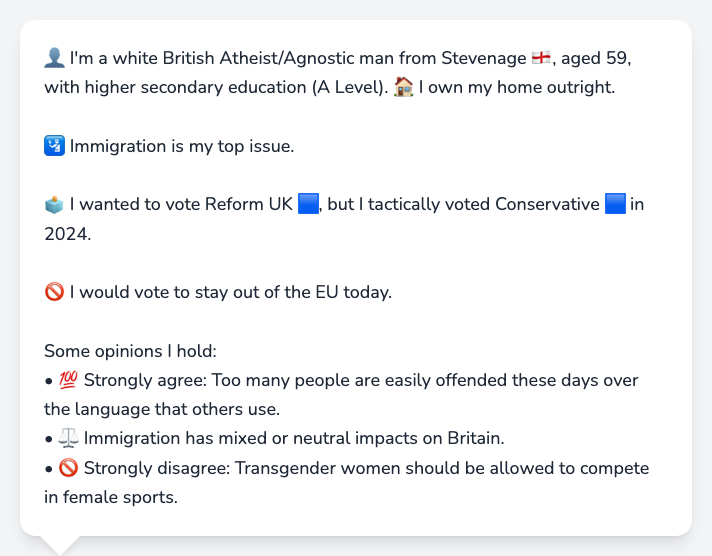 👤 I'm a white British Atheist/Agnostic man from Stevenage 🏴󠁧󠁢󠁥󠁮󠁧󠁿, aged 59,
with higher secondary education (A Level). 🏠 I own my home outright.
🛂 Immigration is my top issue.
🗳️ I wanted to vote Reform UK 🟦, but I tactically voted Conservative 🟦 in
2024.
🚫 I would vote to stay out of the EU today.
Some opinions I hold:
• 💯 Strongly agree: Too many people are easily offended these days over
the language that others use.
• ⚖️ Immigration has mixed or neutral impacts on Britain.
• 🚫 Strongly disagree: Transgender women should be allowed to compete
in female sports.